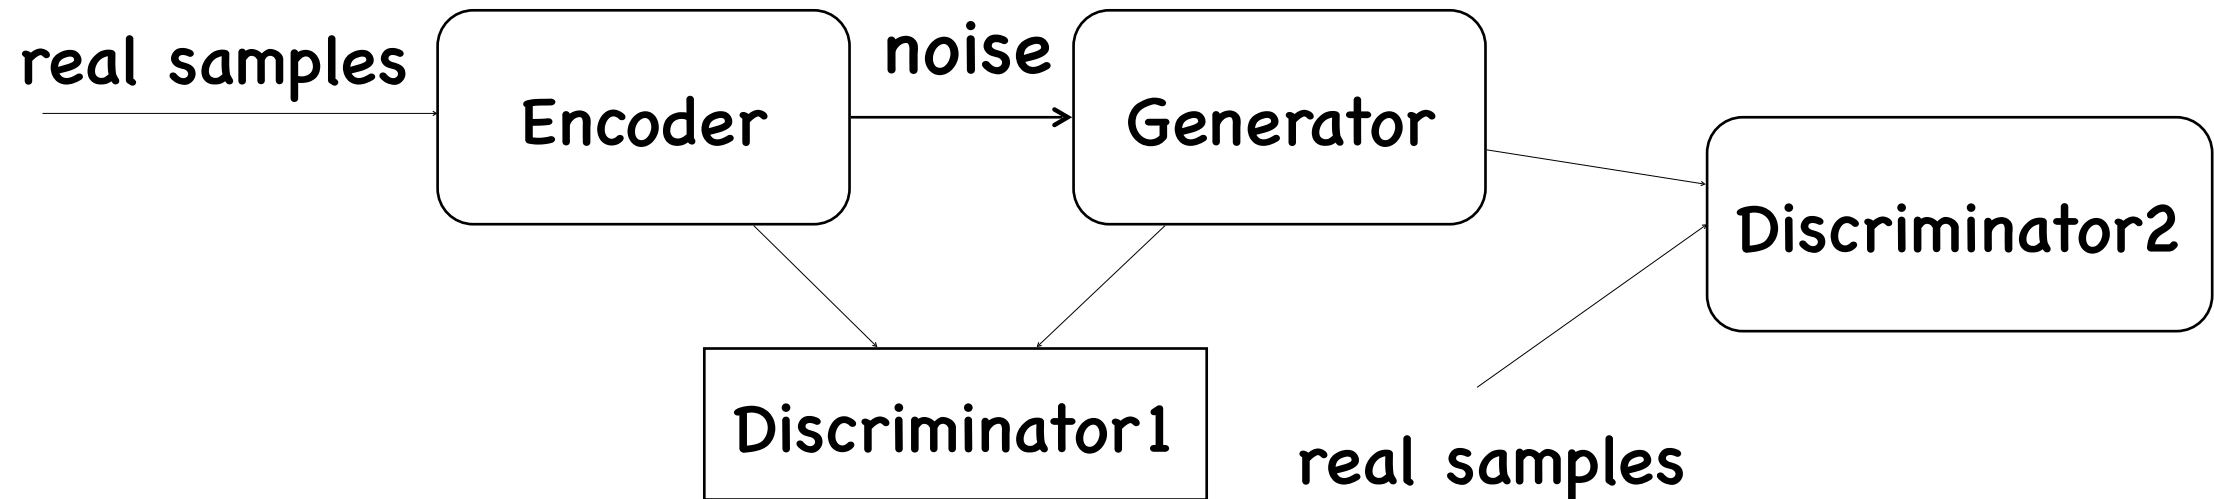 real samples
Encoder
noise
Generator
Discriminator2
Discriminator1
real samples